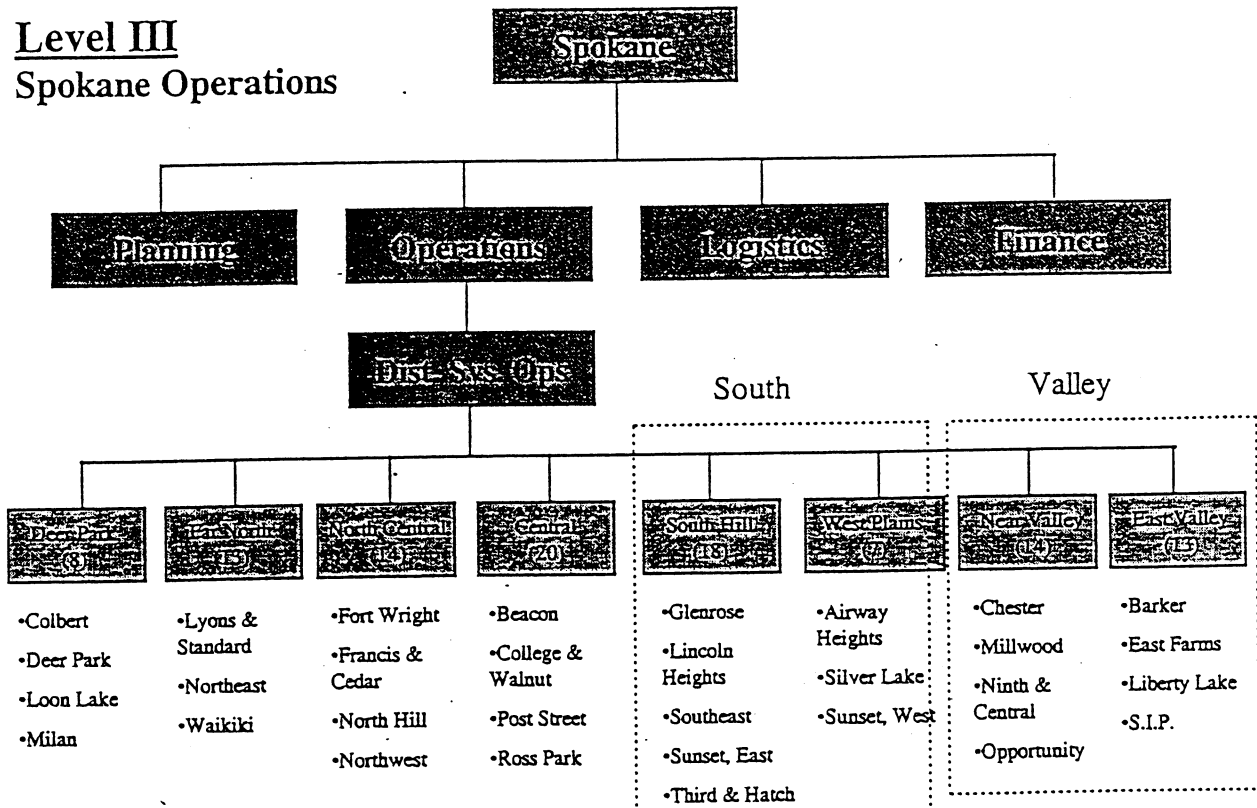 Level III
Spokane Operations
Spokane
Planning
Operations
Logistics
Finance
Dist. Sys. Ops
South
Valley
Deer Park
(8)
Far North
North Central
(14)
Central
(20)
South Hill
(18)
West Plains
Near Valley
(14)
East Valley
•Colbert
•Deer Park
•Loon Lake
•Milan
•Lyons &
Standard
•Northeast
•Waikiki
•Fort Wright
•Francis &
Cedar
•North Hill
•Northwest
•Beacon
•College &
Walnut
•Post Street
•Ross Park
•Glenrose
•Lincoln
Heights
•Southeast
•Sunset, East
•Third & Hatch
•Airway
Heights
•Silver Lake
•Sunset, West
•Chester
•Millwood
•Ninth &
Central
•Opportunity
•Barker
•East Farms
•Liberty Lake
•S.I.P.